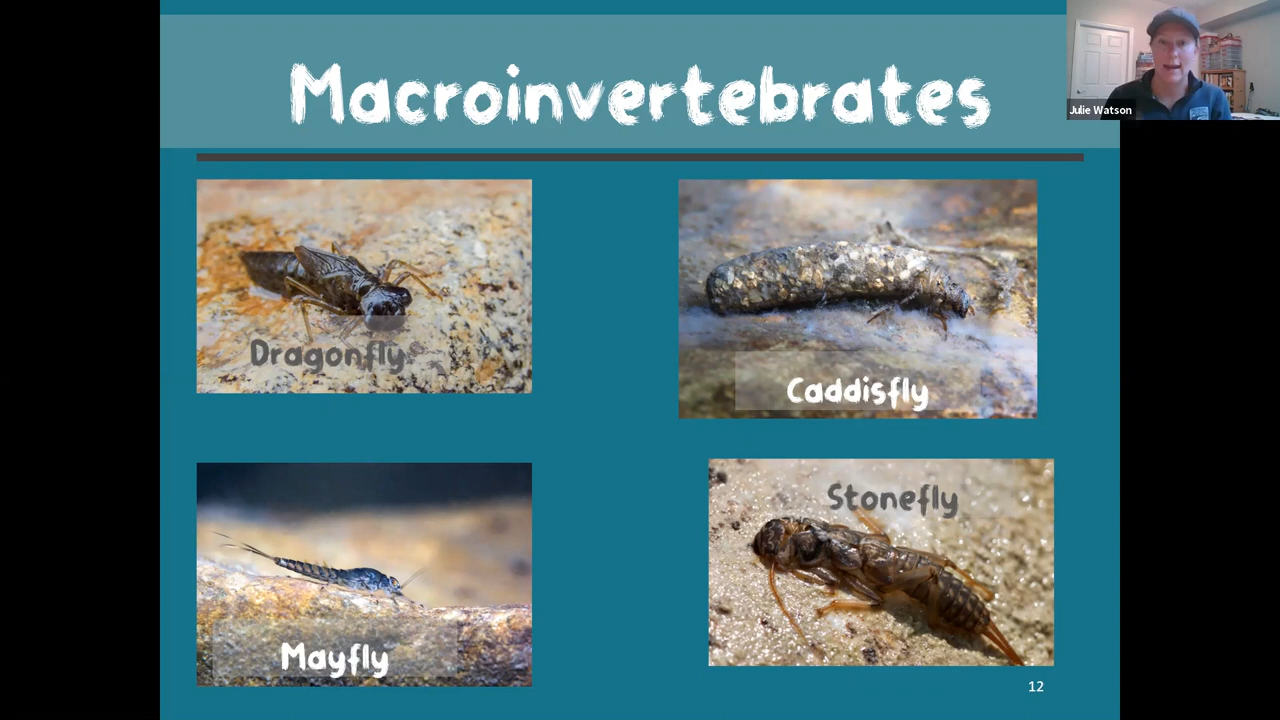 Macroinvertebrates
Julie Watson
Dragonfly
Caddisfly
Mayfly
Stonefly
12